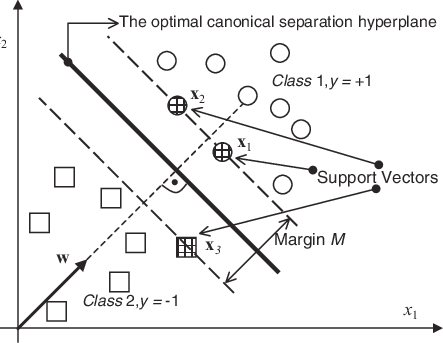 The optimal canonical separation hyperplane
x₂
Class 1, y = +1
x₂
x₁
Support Vectors
x₃
Margin M
w
Class 2, y = -1
x₁